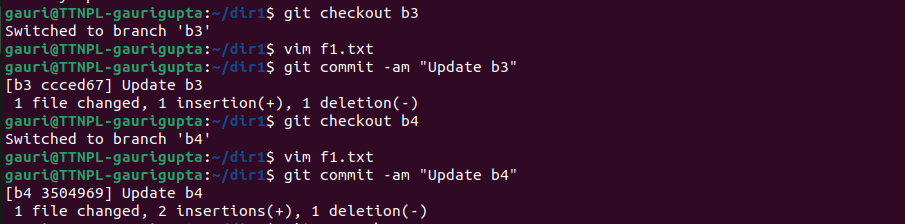 gauri@TTNPL-gaurigupta:~/dir1$ git checkout b3
Switched to branch 'b3'
gauri@TTNPL-gaurigupta:~/dir1$ vim f1.txt
gauri@TTNPL-gaurigupta:~/dir1$ git commit -am "Update b3"
[b3 ccced67] Update b3
 1 file changed, 1 insertion(+), 1 deletion(-)
gauri@TTNPL-gaurigupta:~/dir1$ git checkout b4
Switched to branch 'b4'
gauri@TTNPL-gaurigupta:~/dir1$ vim f1.txt
gauri@TTNPL-gaurigupta:~/dir1$ git commit -am "Update b4"
[b4 3504969] Update b4
 1 file changed, 2 insertions(+), 1 deletion(-)